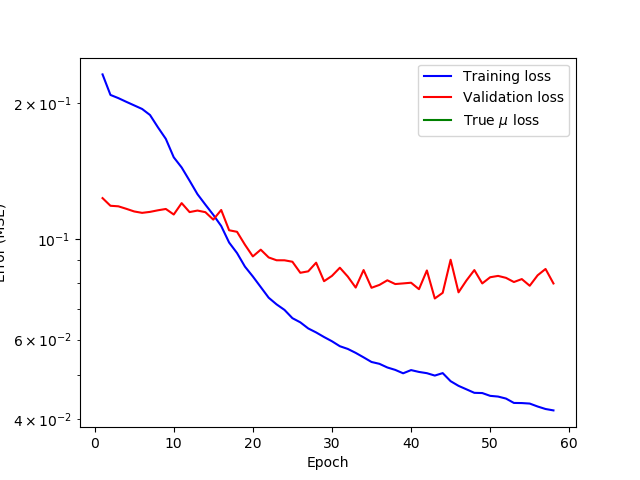 Training loss
Validation loss
True μ loss
2 × 10⁻¹
10⁻¹
6 × 10⁻²
4 × 10⁻²
(MSE)
0 10 20 30 40 50 60
Epoch